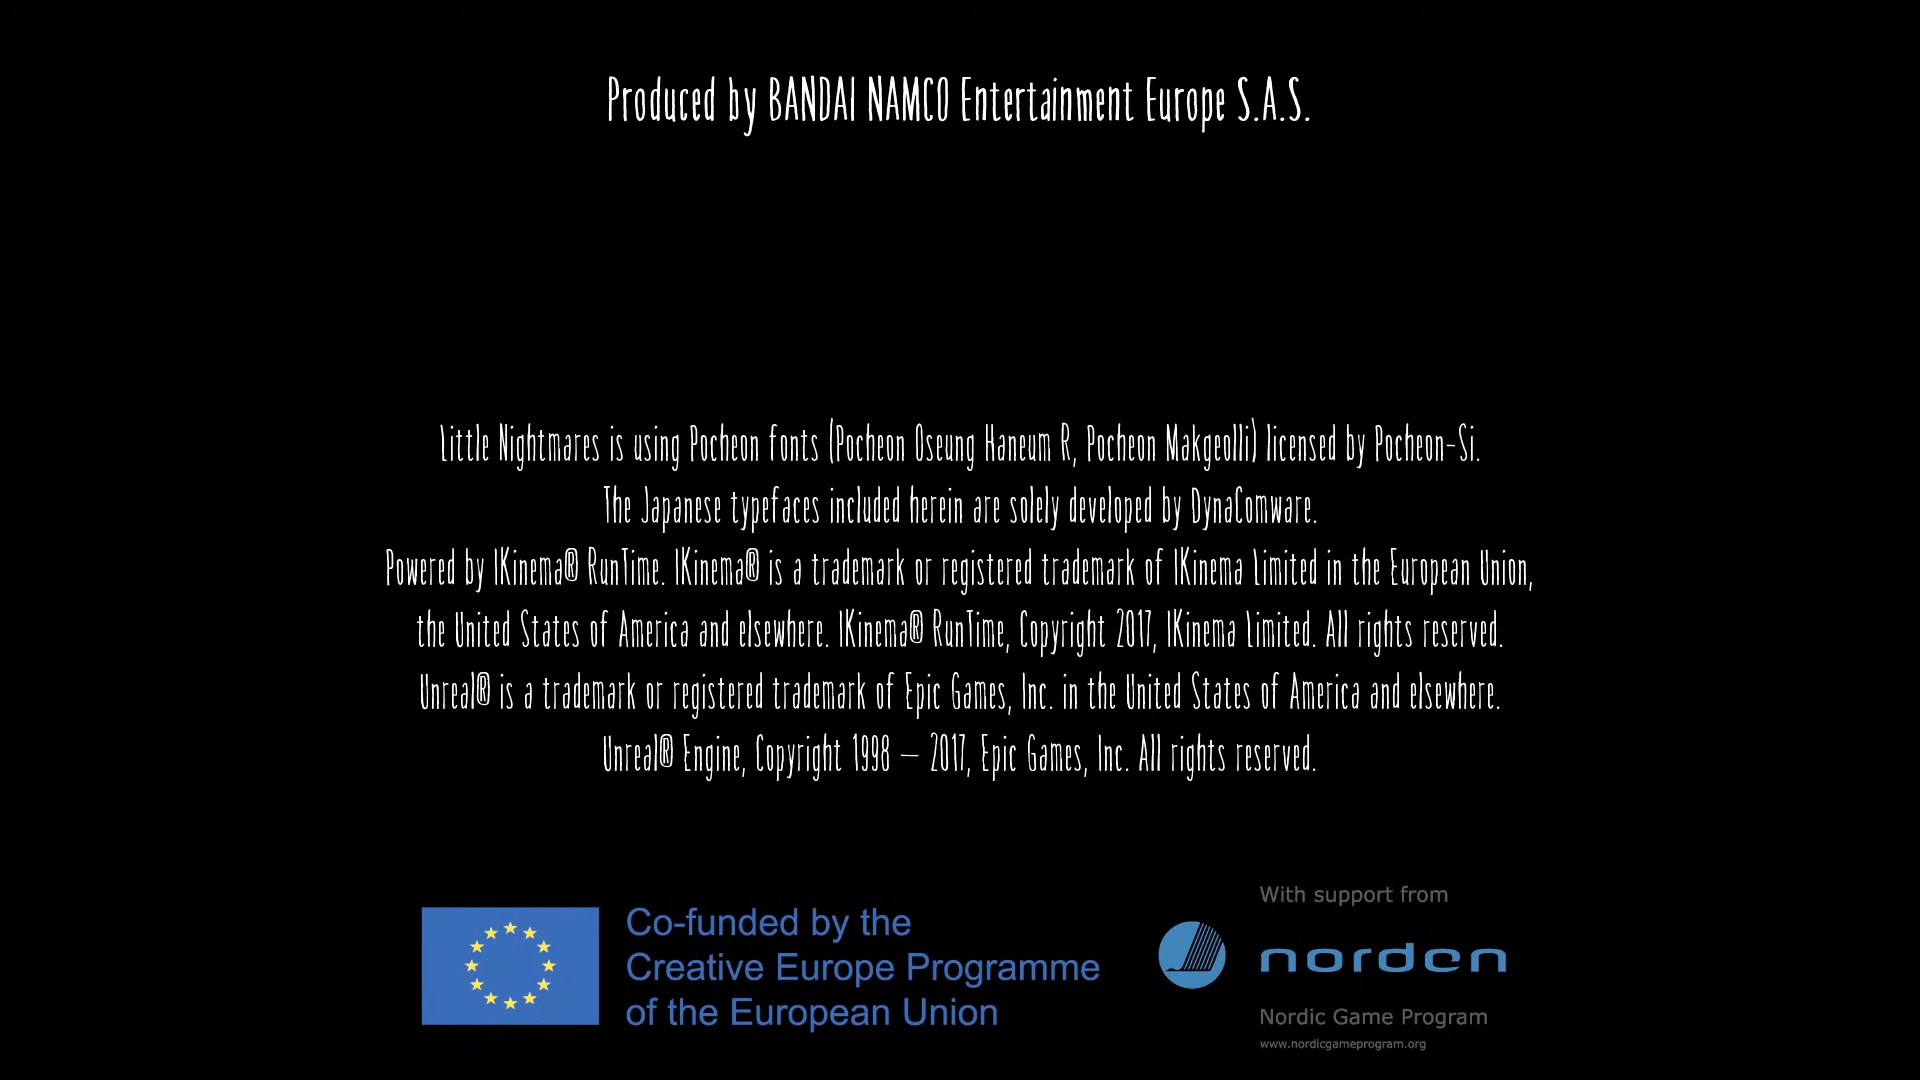 Produced by BANDAI NAMCO Entertainment Europe S.A.S.
Little Nightmares is using Pocheon fonts (Pocheon Oseung Haneum R, Pocheon Makgeolli) licensed by Pocheon-Si.
The Japanese typefaces included herein are solely developed by DynaComware.
Powered by IKinema® RunTime. IKinema® is a trademark or registered trademark of IKinema Limited in the European Union,
the United States of America and elsewhere. IKinema® RunTime, Copyright 2017, IKinema Limited. All rights reserved.
Unreal® is a trademark or registered trademark of Epic Games, Inc. in the United States of America and elsewhere.
Unreal® Engine, Copyright 1998 – 2017, Epic Games, Inc. All rights reserved.
Co-funded by the
Creative Europe Programme
of the European Union
With support from
norden
Nordic Game Program
www.nordicgameprogram.org